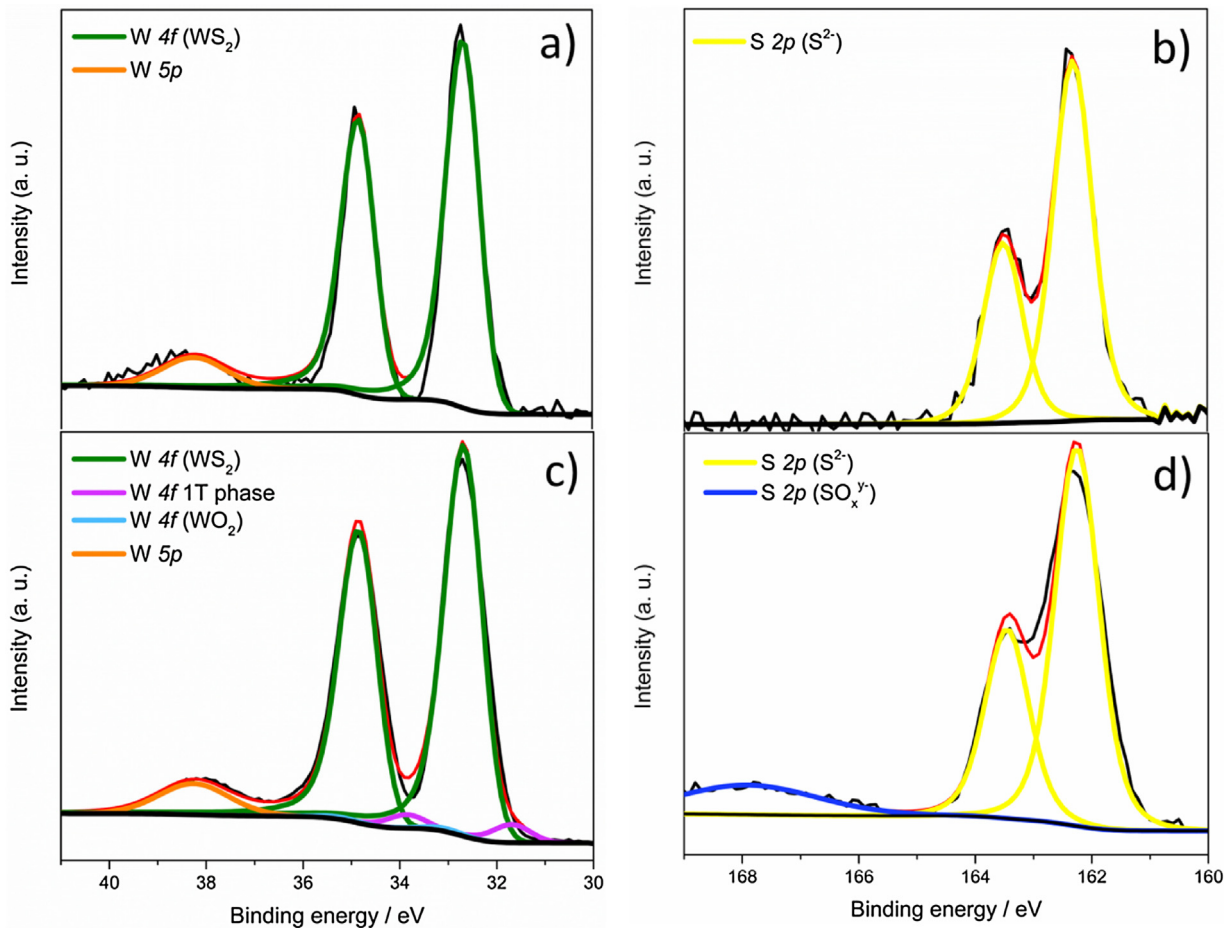 W 4f (WS₂)
W 5p
a)
Intensity (a. u.)
S 2p (S²⁻)
b)
Intensity (a. u.)
W 4f (WS₂)
W 4f 1T phase
W 4f (WO₂)
W 5p
c)
Intensity (a. u.)
40 38 36 34 32 30
Binding energy / eV
S 2p (S²⁻)
S 2p (SOₓʸ⁻)
d)
Intensity (a. u.)
168 166 164 162 160
Binding energy / eV